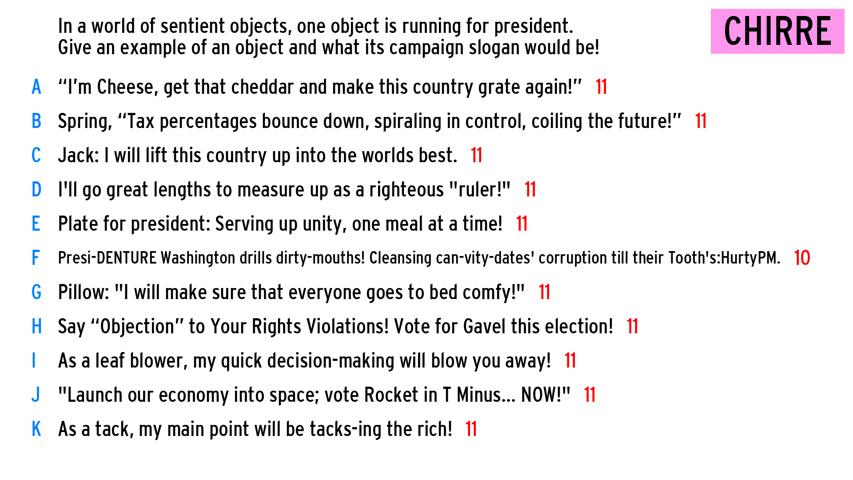 In a world of sentient objects, one object is running for president.
Give an example of an object and what its campaign slogan would be!
CHIRRE
A “I’m Cheese, get that cheddar and make this country grate again!” 11
B Spring, “Tax percentages bounce down, spiraling in control, coiling the future!” 11
C Jack: I will lift this country up into the worlds best. 11
D I'll go great lengths to measure up as a righteous "ruler!" 11
E Plate for president: Serving up unity, one meal at a time! 11
F Presi-DENTURE Washington drills dirty-mouths! Cleansing can-vity-dates' corruption till their Tooth's:HurtyPM. 10
G Pillow: "I will make sure that everyone goes to bed comfy!" 11
H Say “Objection” to Your Rights Violations! Vote for Gavel this election! 11
I As a leaf blower, my quick decision-making will blow you away! 11
J "Launch our economy into space; vote Rocket in T Minus... NOW!" 11
K As a tack, my main point will be tacks-ing the rich! 11